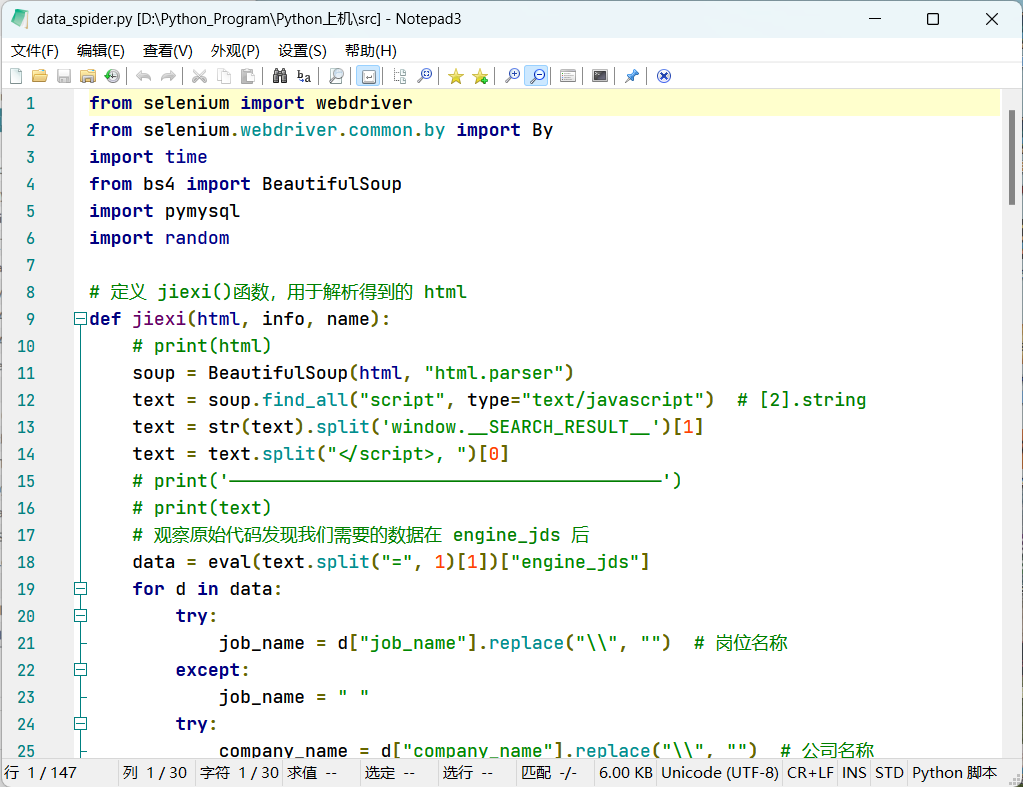 data_spider.py [D:\Python_Program\Python上机\src] - Notepad3
文件(F) 编辑(E) 查看(V) 外观(P) 设置(S) 帮助(H)
1 from selenium import webdriver
2 from selenium.webdriver.common.by import By
3 import time
4 from bs4 import BeautifulSoup
5 import pymysql
6 import random
7
8 # 定义 jiexi()函数，用于解析得到的 html
9 def jiexi(html, info, name):
10     # print(html)
11     soup = BeautifulSoup(html, "html.parser")
12     text = soup.find_all("script", type="text/javascript")  # [2].string
13     text = str(text).split('window.__SEARCH_RESULT__')[1]
14     text = text.split("</script>, ")[0]
15     # print('————————————————————————————————————————')
16     # print(text)
17     # 观察原始代码发现我们需要的数据在 engine_jds 后
18     data = eval(text.split("=", 1)[1])["engine_jds"]
19     for d in data:
20         try:
21             job_name = d["job_name"].replace("\\", "")  # 岗位名称
22         except:
23             job_name = " "
24         try:
25             company_name = d["company_name"].replace("\\", "")  # 公司名称
行 1 / 147 列 1 / 30 字符 1 / 30 求值 -- 选定 -- 选行 -- 匹配 -/- 6.00 KB Unicode (UTF-8) CR+LF INS STD Python 脚本